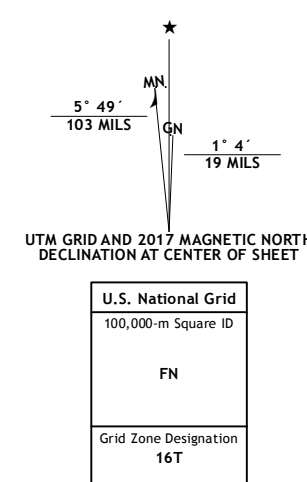 ★
MN.
5° 49´
103 MILS
GN
1° 4´
19 MILS
UTM GRID AND 2017 MAGNETIC NORTH
DECLINATION AT CENTER OF SHEET
U.S. National Grid
100,000-m Square ID
FN
Grid Zone Designation
16T